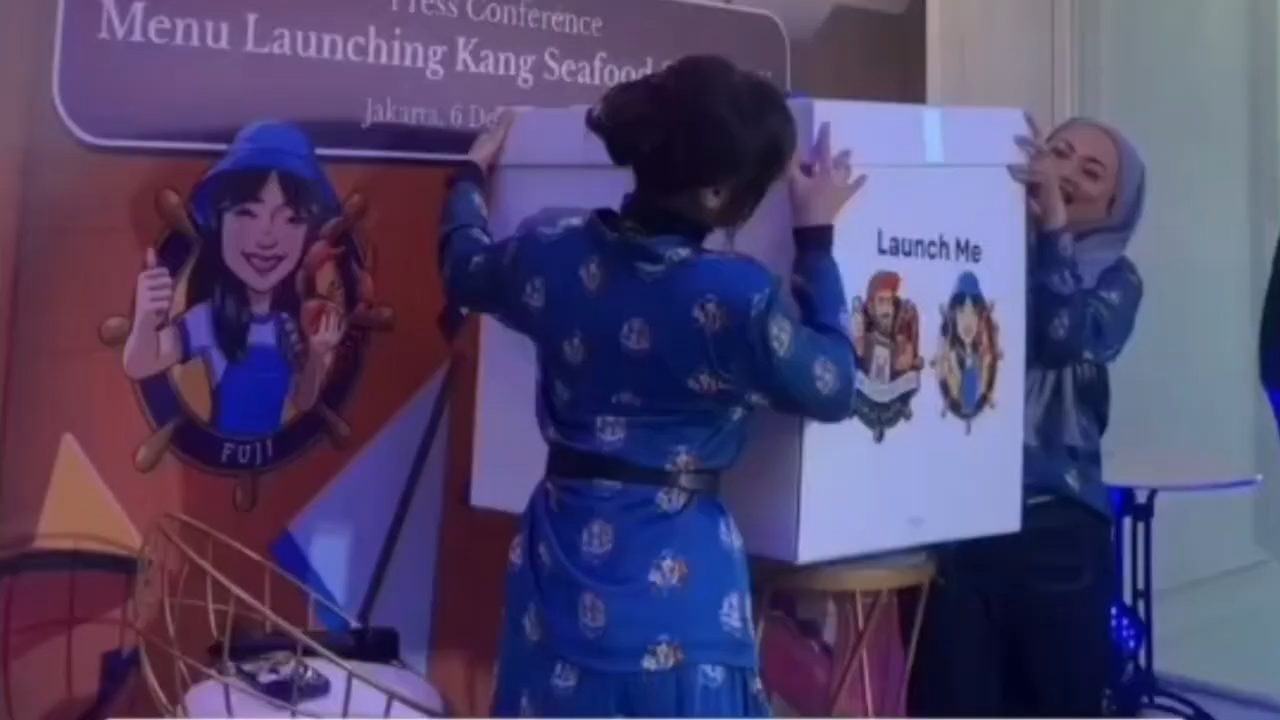 Press Conference
Menu Launching Kang Seafood
Jakarta, 6 De
Launch Me
FUJI